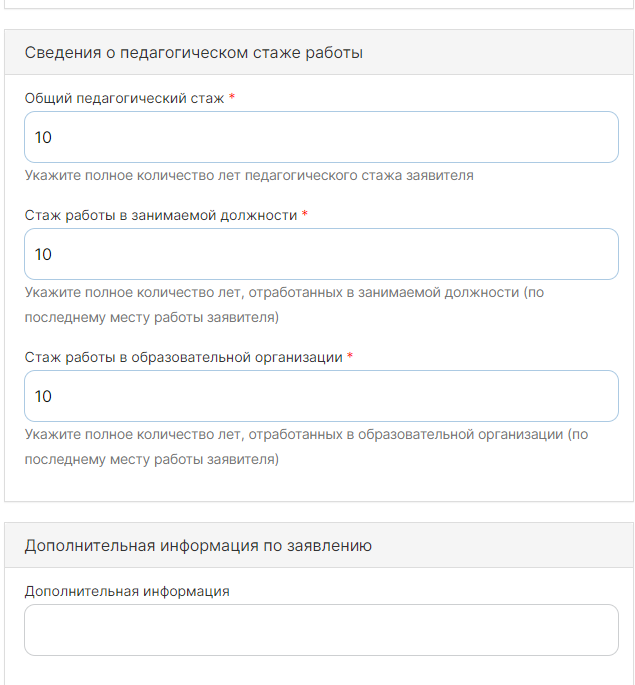 Сведения о педагогическом стаже работы
Общий педагогический стаж *
10
Укажите полное количество лет педагогического стажа заявителя
Стаж работы в занимаемой должности *
10
Укажите полное количество лет, отработанных в занимаемой должности (по
последнему месту работы заявителя)
Стаж работы в образовательной организации *
10
Укажите полное количество лет, отработанных в образовательной организации (по
последнему месту работы заявителя)
Дополнительная информация по заявлению
Дополнительная информация